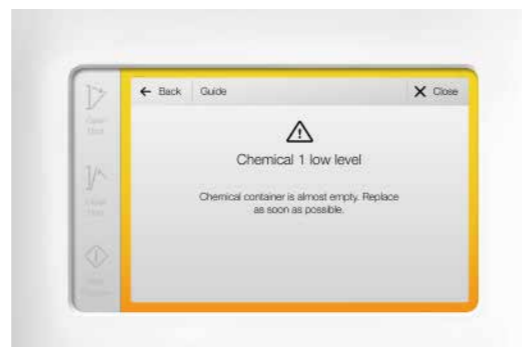 ← Back Guide X Close
Chemical 1 low level
Chemical container is almost empty. Replace
as soon as possible.